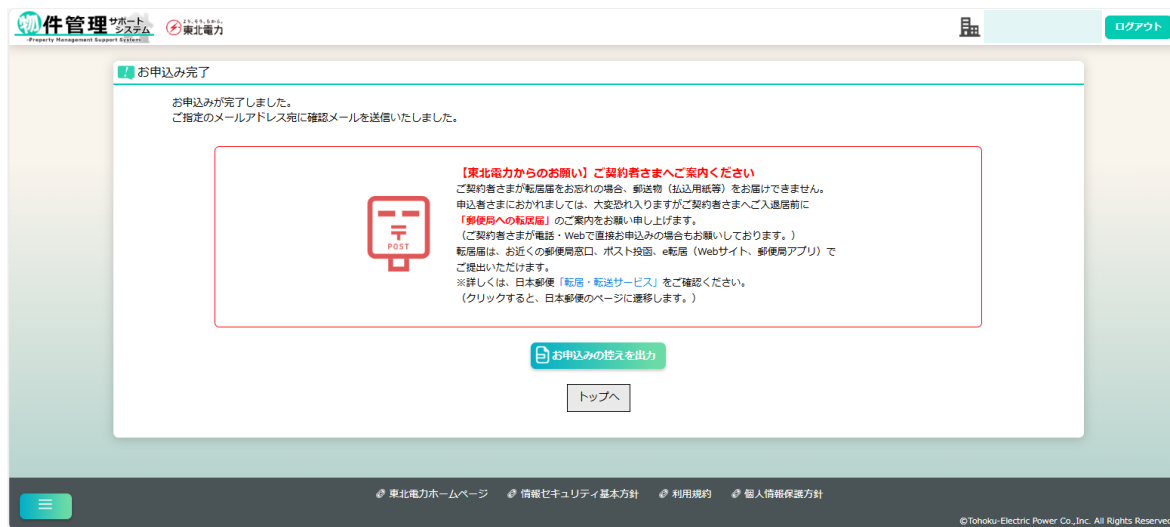 物件管理サポートシステム
-Property Management Support System-
より、そう、ちから。
東北電力
ログアウト
お申込み完了
お申込みが完了しました。
ご指定のメールアドレス宛に確認メールを送信いたしました。
【東北電力からのお願い】ご契約者さまへご案内ください
ご契約者さまが転居届をお忘れの場合、郵送物（払込用紙等）をお届けできません。
申込者さまにおかれましては、大変恐れ入りますがご契約者さまへご入退居前に
「郵便局への転居届」のご案内をお願い申し上げます。
（ご契約者さまが電話・Webで直接お申込みの場合もお願いしております。）
転居届は、お近くの郵便局窓口、ポスト投函、e転居（Webサイト、郵便局アプリ）で
ご提出いただけます。
※詳しくは、日本郵便「転居・転送サービス」をご確認ください。
（クリックすると、日本郵便のページに遷移します。）
〒
POST
お申込みの控えを出力
トップへ
東北電力ホームページ 情報セキュリティ基本方針 利用規約 個人情報保護方針
©Tohoku-Electric Power Co.,Inc. All Rights Reserved